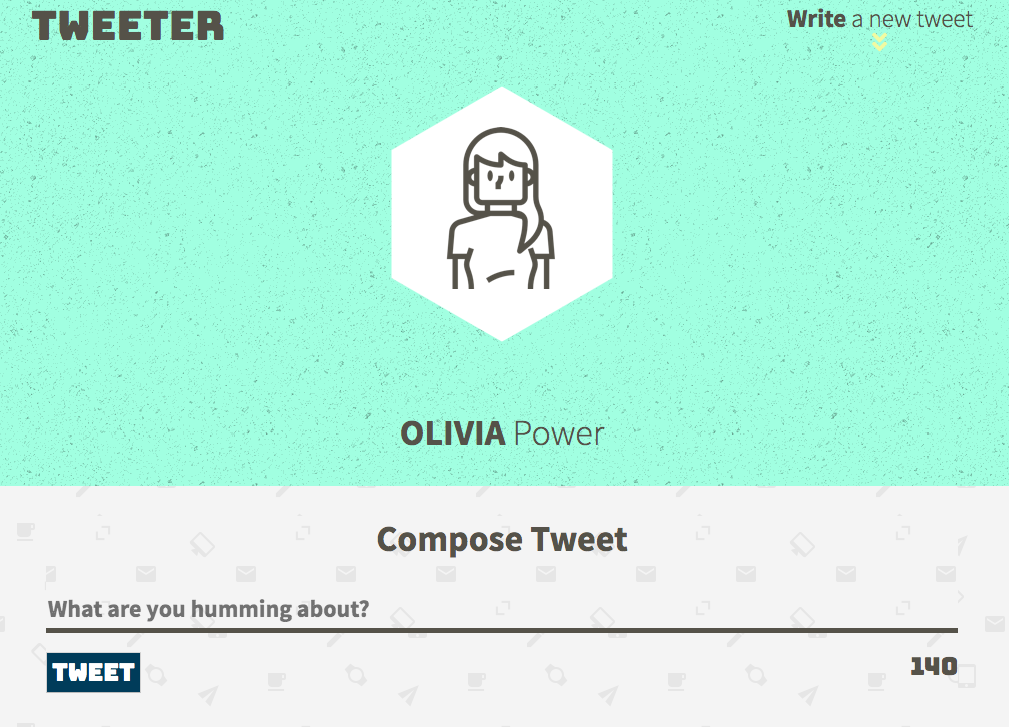 TWEETER
Write a new tweet
OLIVIA Power
Compose Tweet
What are you humming about?
TWEET
140